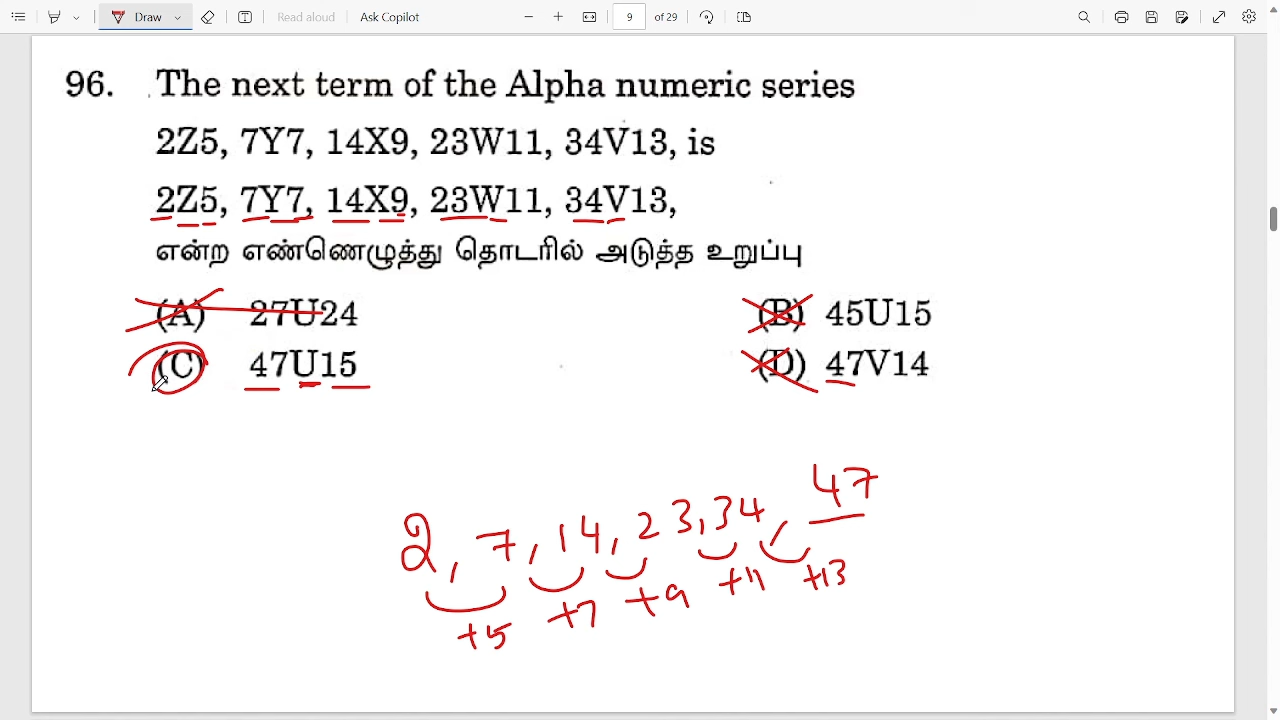 Draw
Read aloud
Ask Copilot
9 of 29
96. The next term of the Alpha numeric series
2Z5, 7Y7, 14X9, 23W11, 34V13, is
2Z5, 7Y7, 14X9, 23W11, 34V13,
என்ற எண்ணெழுத்து தொடரில் அடுத்த உறுப்பு
(A) 27U24 (B) 45U15
(C) 47U15 (D) 47V14
2, 7, 14, 23, 34, 47
+5 +7 +9 +11 +13